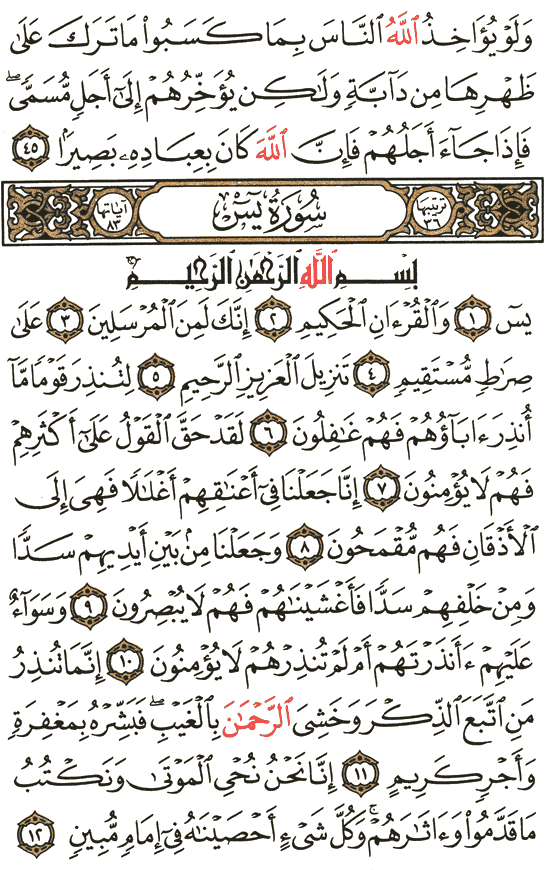 وَلَوْ يُؤَاخِذُ ٱللَّهُ ٱلنَّاسَ بِمَا كَسَبُوا۟ مَا تَرَكَ عَلَىٰ
ظَهْرِهَا مِن دَآبَّةٍ وَلَٰكِن يُؤَخِّرُهُمْ إِلَىٰٓ أَجَلٍ مُّسَمًّى ۖ
فَإِذَا جَآءَ أَجَلُهُمْ فَإِنَّ ٱللَّهَ كَانَ بِعِبَادِهِۦ بَصِيرًۢا ٤٥
ترتيبها ٣٦ سُورَةُ يسٓ آياتها ٨٣
بِسْمِ ٱللَّهِ ٱلرَّحْمَٰنِ ٱلرَّحِيمِ
يسٓ ١ وَٱلْقُرْءَانِ ٱلْحَكِيمِ ٢ إِنَّكَ لَمِنَ ٱلْمُرْسَلِينَ ٣ عَلَىٰ
صِرَٰطٍ مُّسْتَقِيمٍ ٤ تَنزِيلَ ٱلْعَزِيزِ ٱلرَّحِيمِ ٥ لِتُنذِرَ قَوْمًا مَّآ
أُنذِرَ ءَابَآؤُهُمْ فَهُمْ غَٰفِلُونَ ٦ لَقَدْ حَقَّ ٱلْقَوْلُ عَلَىٰٓ أَكْثَرِهِمْ
فَهُمْ لَا يُؤْمِنُونَ ٧ إِنَّا جَعَلْنَا فِىٓ أَعْنَٰقِهِمْ أَغْلَٰلًا فَهِىَ إِلَى
ٱلْأَذْقَانِ فَهُم مُّقْمَحُونَ ٨ وَجَعَلْنَا مِنۢ بَيْنِ أَيْدِيهِمْ سَدًّا
وَمِنْ خَلْفِهِمْ سَدًّا فَأَغْشَيْنَٰهُمْ فَهُمْ لَا يُبْصِرُونَ ٩ وَسَوَآءٌ
عَلَيْهِمْ ءَأَنذَرْتَهُمْ أَمْ لَمْ تُنذِرْهُمْ لَا يُؤْمِنُونَ ١٠ إِنَّمَا تُنذِرُ
مَنِ ٱتَّبَعَ ٱلذِّكْرَ وَخَشِىَ ٱلرَّحْمَٰنَ بِٱلْغَيْبِ ۖ فَبَشِّرْهُ بِمَغْفِرَةٍ
وَأَجْرٍ كَرِيمٍ ١١ إِنَّا نَحْنُ نُحْىِ ٱلْمَوْتَىٰ وَنَكْتُبُ
مَا قَدَّمُوا۟ وَءَاثَٰرَهُمْ ۚ وَكُلَّ شَىْءٍ أَحْصَيْنَٰهُ فِىٓ إِمَامٍ مُّبِينٍ ١٢